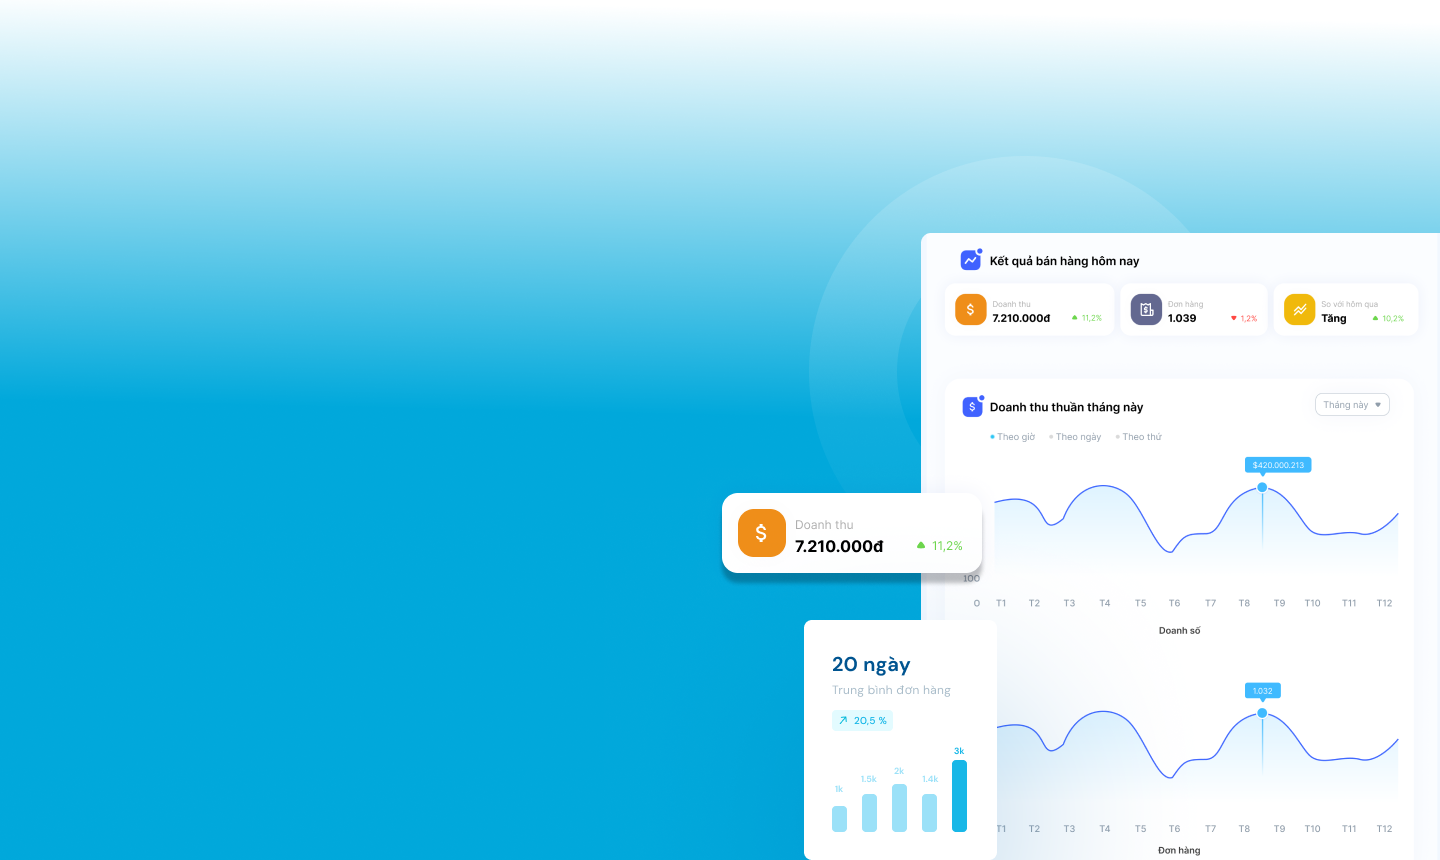 Kết quả bán hàng hôm nay
Doanh thu
7.210.000đ
11,2%
Đơn hàng
1.039
1,2%
So với hôm qua
Tăng
10,2%
Doanh thu thuần tháng này
Tháng này
Theo giờ
Theo ngày
Theo thứ
$420.000.213
Doanh thu
7.210.000đ
11,2%
100
0 T1 T2 T3 T4 T5 T6 T7 T8 T9 T10 T11 T12
Doanh số
20 ngày
Trung bình đơn hàng
20,5 %
1k 1.5k 2k 1.4k 3k
1.032
T1 T2 T3 T4 T5 T6 T7 T8 T9 T10 T11 T12
Đơn hàng